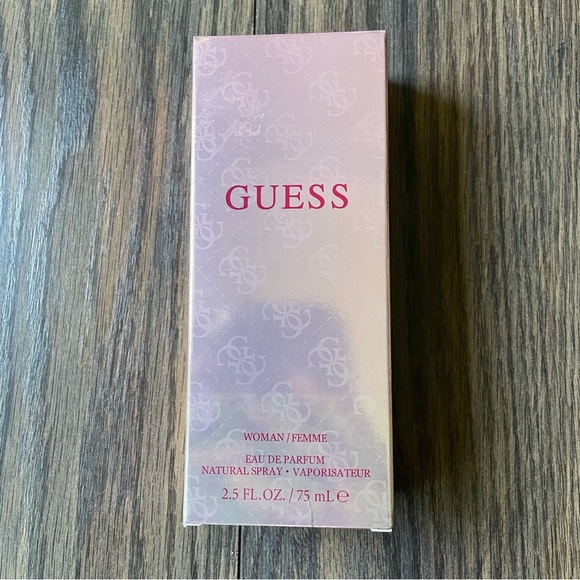 GUESS
WOMAN / FEMME
EAU DE PARFUM
NATURAL SPRAY • VAPORISATEUR
2.5 FL.OZ. / 75 mL ℮